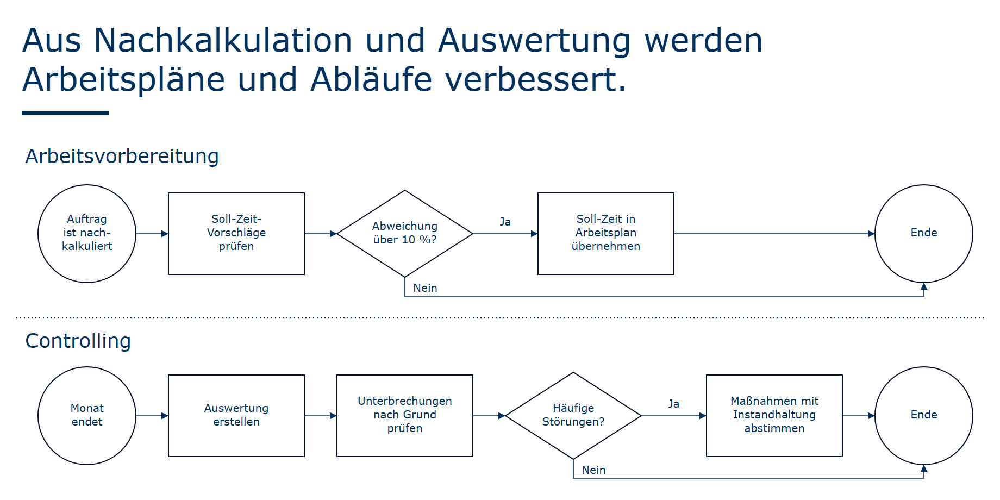 Aus Nachkalkulation und Auswertung werden
Arbeitspläne und Abläufe verbessert.
Arbeitsvorbereitung
Auftrag
ist nach-
kalkuliert
Soll-Zeit-
Vorschläge
prüfen
Abweichung
über 10 %?
Ja
Soll-Zeit in
Arbeitsplan
übernehmen
Ende
Nein
Controlling
Monat
endet
Auswertung
erstellen
Unterbrechungen
nach Grund
prüfen
Häufige
Störungen?
Ja
Maßnahmen mit
Instandhaltung
abstimmen
Ende
Nein